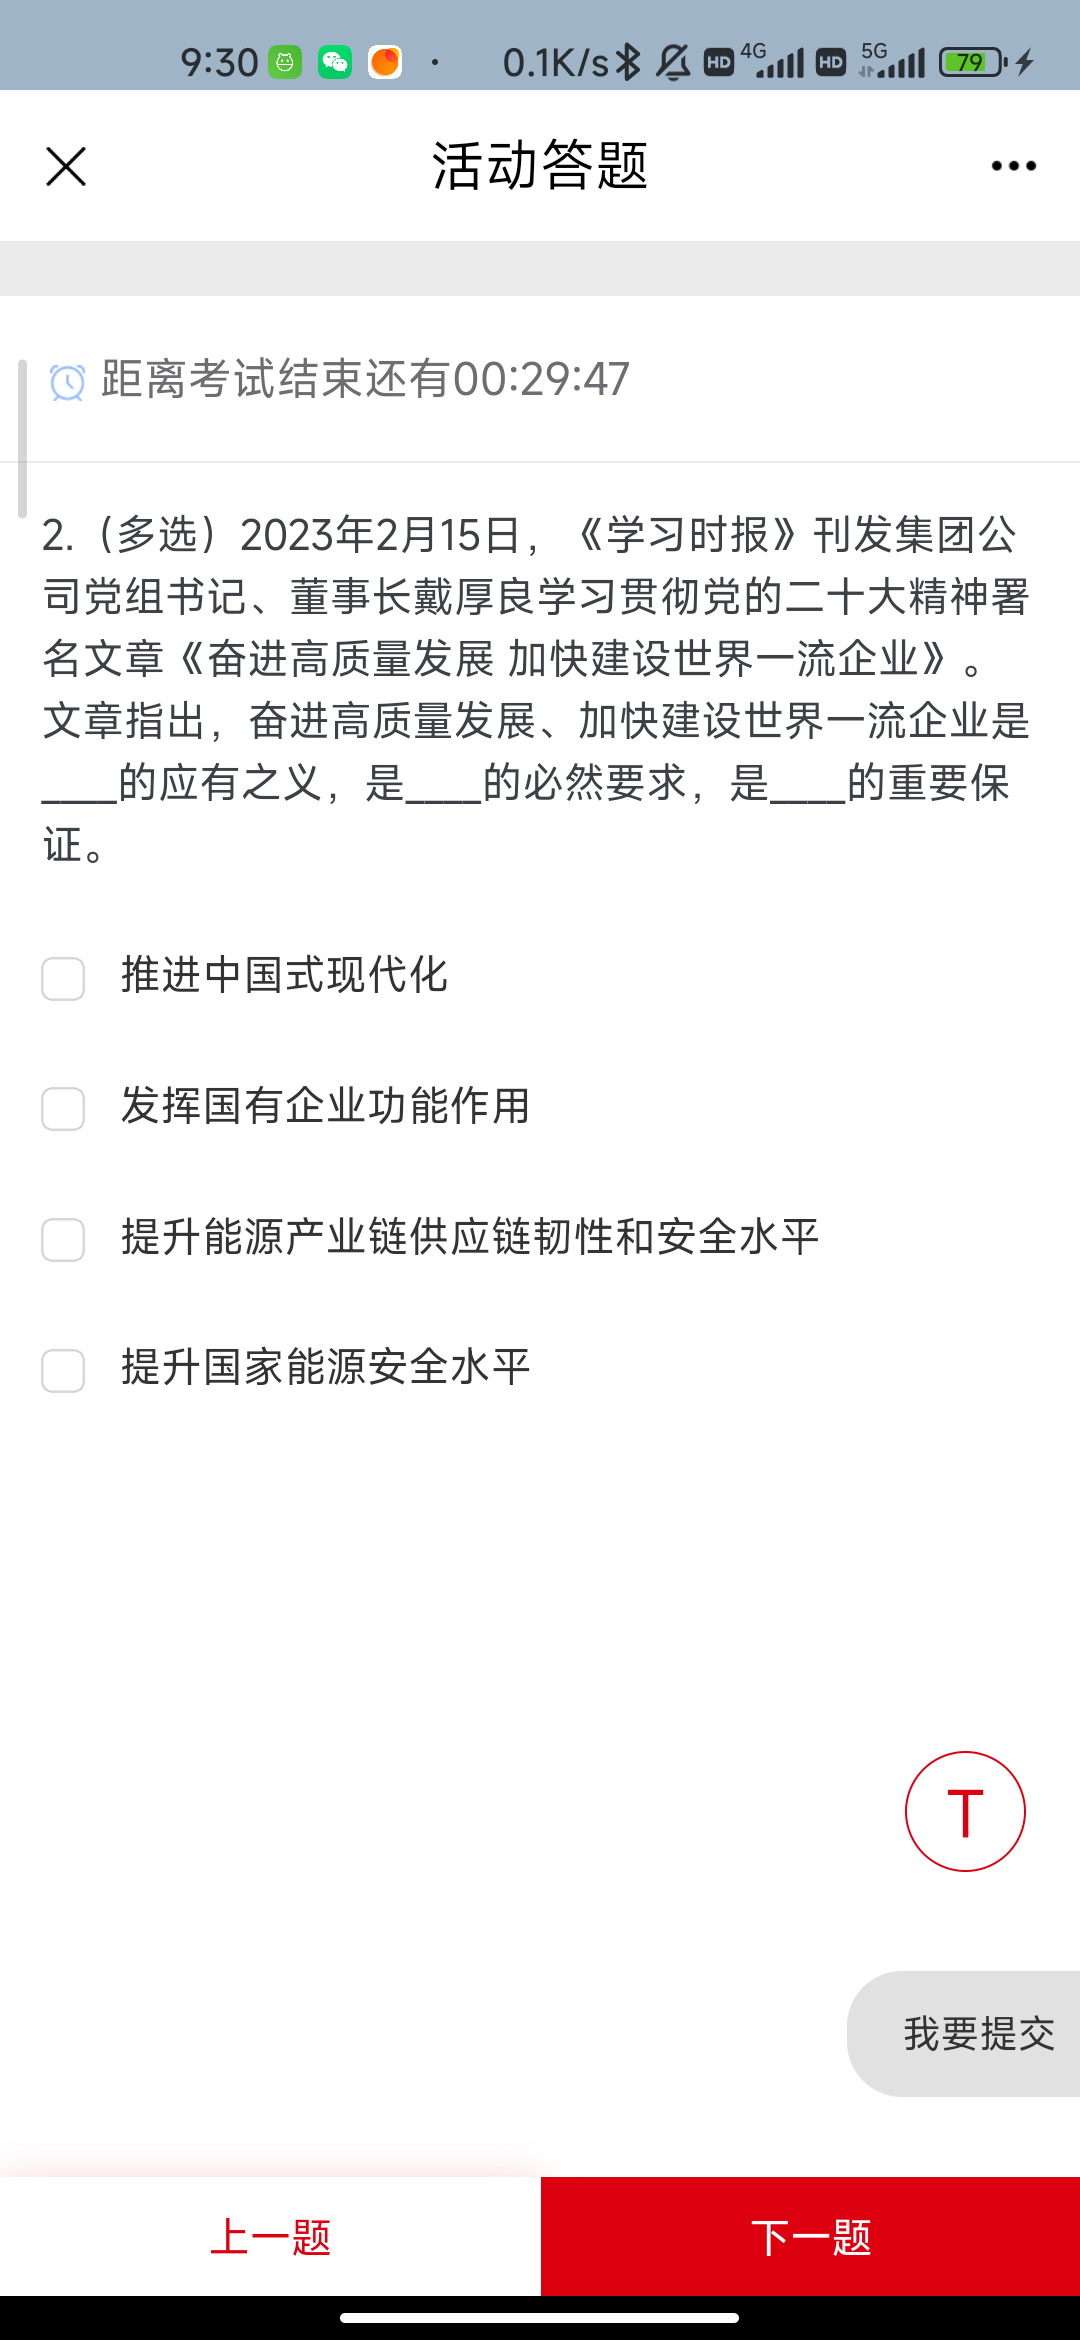 9:30 0.1K/s HD 4G HD 5G 79
活动答题
距离考试结束还有00:29:47
2.（多选）2023年2月15日，《学习时报》刊发集团公
司党组书记、董事长戴厚良学习贯彻党的二十大精神署
名文章《奋进高质量发展 加快建设世界一流企业》。
文章指出，奋进高质量发展、加快建设世界一流企业是
____的应有之义，是____的必然要求，是____的重要保
证。
推进中国式现代化
发挥国有企业功能作用
提升能源产业链供应链韧性和安全水平
提升国家能源安全水平
T
我要提交
上一题 下一题